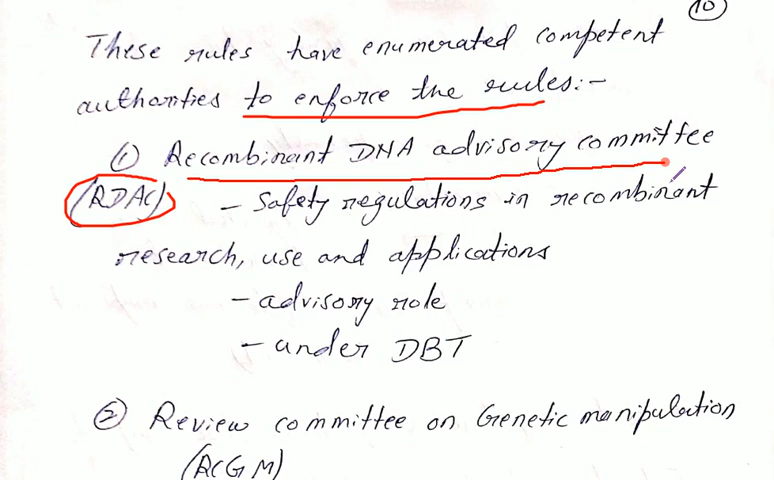 10
These rules have enumerated competent
authorities to enforce the rules:-
① Recombinant DNA advisory committee
(RDAC) - Safety regulations in recombinant
research, use and applications
- advisory role
- under DBT
② Review committee on Genetic manipulation
(RCGM)